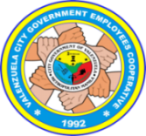 VALENZUELA CITY GOVERNMENT EMPLOYEES COOPERATIVE
1992